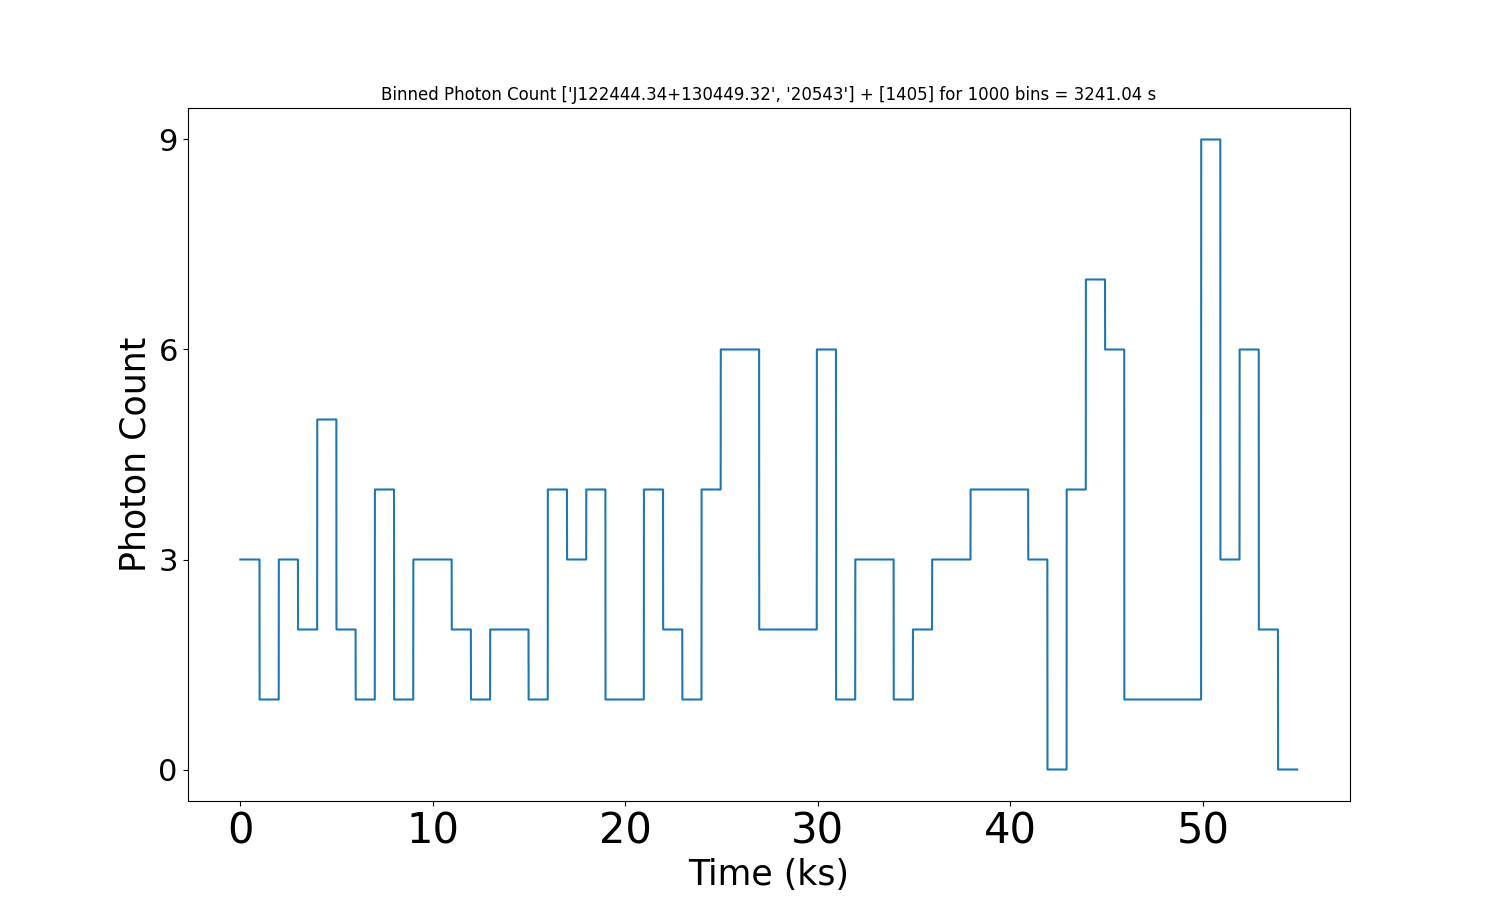 Binned Photon Count ['J122444.34+130449.32', '20543'] + [1405] for 1000 bins = 3241.04 s
9
6
3
0
Photon Count
0 10 20 30 40 50
Time (ks)